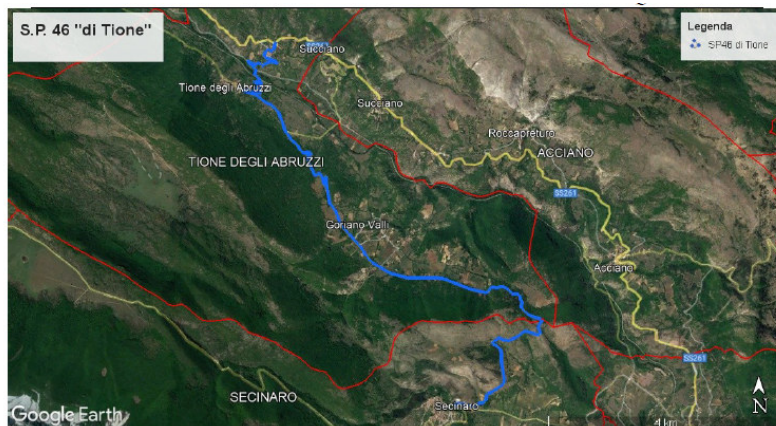 S.P. 46 "di Tione"
Legenda
SP46 di Tione
Succiano
Tione degli Abruzzi
Succiano
Roccapreturo
ACCIANO
TIONE DEGLI ABRUZZI
SS261
Goriano Valli
Acciano
SS261
SECINARO
Secinaro
Google Earth
N